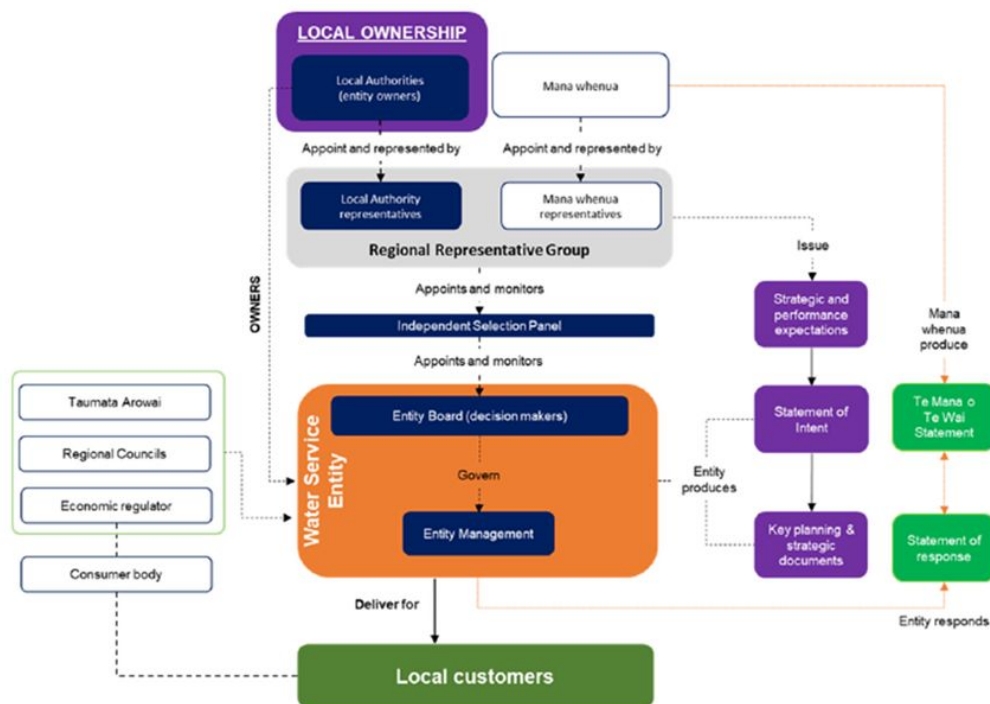 LOCAL OWNERSHIP
Local Authorities
(entity owners)
Mana whenua
Appoint and represented by
Appoint and represented by
Local Authority
representatives
Mana whenua
representatives
Regional Representative Group
Issue
Appoints and monitors
Strategic and
performance
expectations
Independent Selection Panel
OWNERS
Mana
whenua
produce
Appoints and monitors
Taumata Arowai
Regional Councils
Economic regulator
Consumer body
Water Service
Entity
Entity Board (decision makers)
Govern
Entity Management
Entity
produces
Statement of
Intent
Te Mana o
Te Wai
Statement
Key planning &
strategic
documents
Statement of
response
Deliver for
Entity responds
Local customers